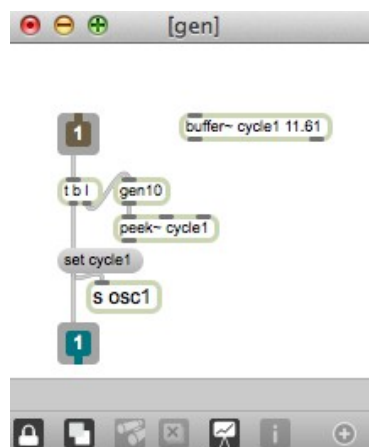 [gen]
1
buffer~ cycle1 11.61
t b l
gen10
peek~ cycle1
set cycle1
s osc1
1